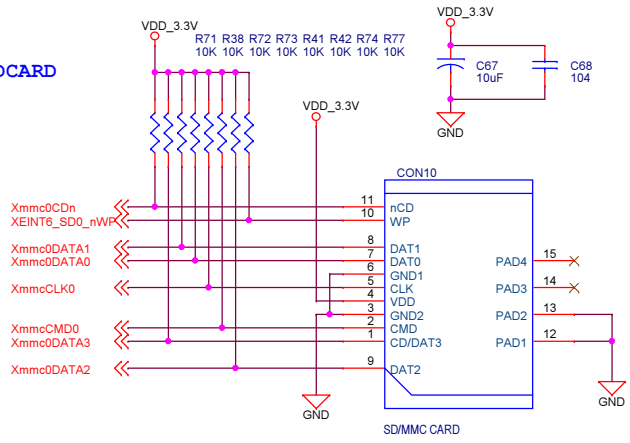 VDD_3.3V
R71 R38 R72 R73 R41 R42 R74 R77
10K 10K 10K 10K 10K 10K 10K 10K
DCARD
VDD_3.3V
C67
10uF
C68
104
GND
VDD_3.3V
CON10
Xmmc0CDn
11
nCD
XEINT6_SD0_nWP
10
WP
Xmmc0DATA1
8
DAT1
Xmmc0DATA0
7
DAT0
6
GND1
XmmcCLK0
5
CLK
4
VDD
3
GND2
XmmcCMD0
2
CMD
Xmmc0DATA3
1
CD/DAT3
Xmmc0DATA2
9
DAT2
PAD4
15
PAD3
14
PAD2
13
PAD1
12
GND
GND
SD/MMC CARD